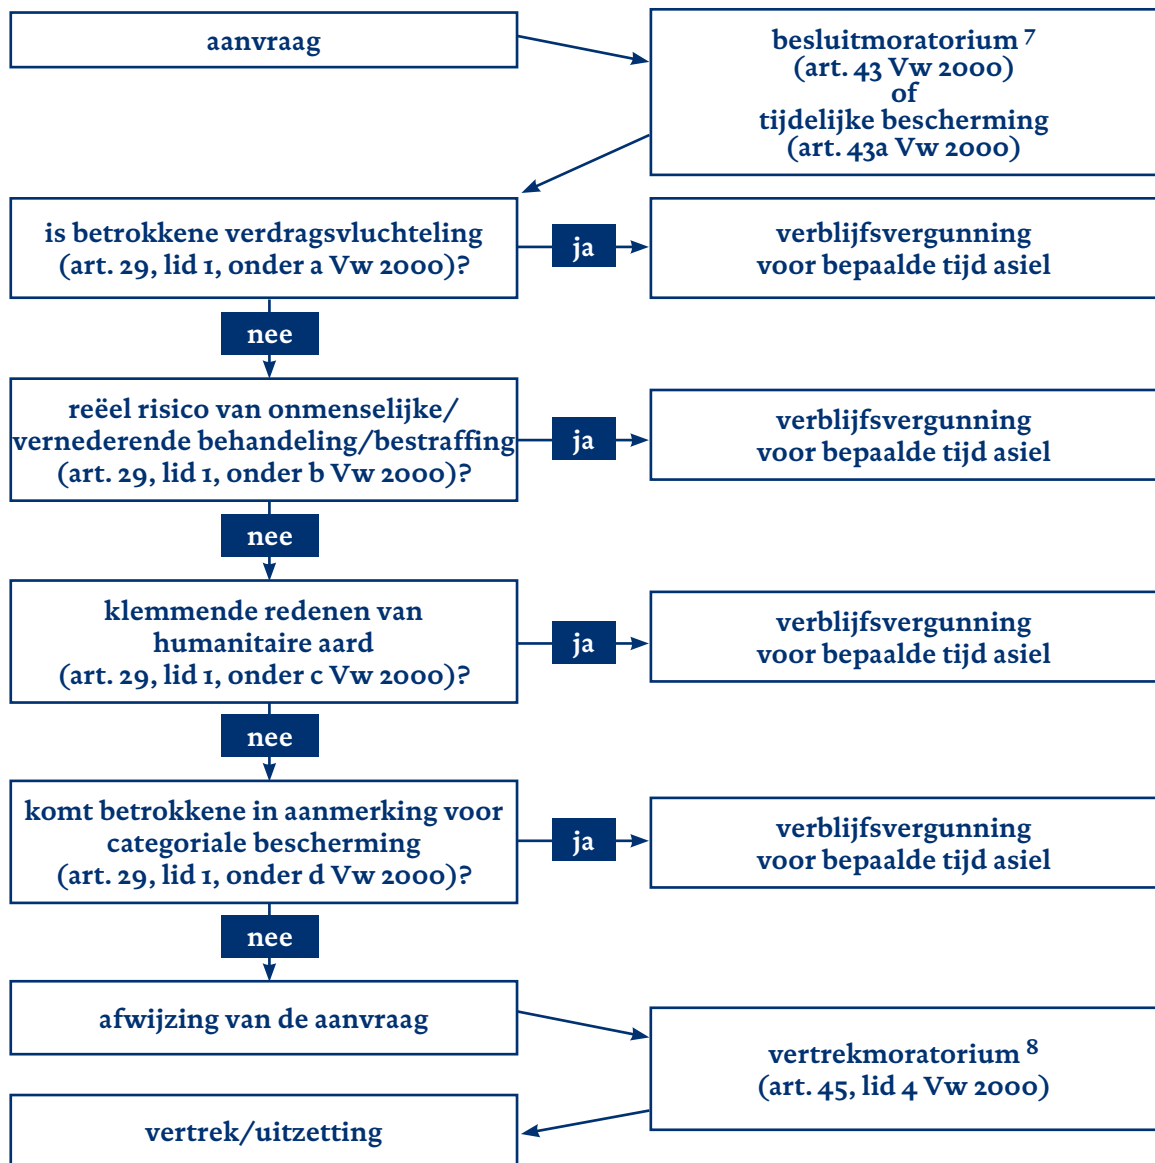 aanvraag
besluitmoratorium 7
(art. 43 Vw 2000)
of
tijdelijke bescherming
(art. 43a Vw 2000)
is betrokkene verdragsvluchteling
(art. 29, lid 1, onder a Vw 2000)?
ja
verblijfsvergunning
voor bepaalde tijd asiel
nee
reëel risico van onmenselijke/
vernederende behandeling/bestraffing
(art. 29, lid 1, onder b Vw 2000)?
ja
verblijfsvergunning
voor bepaalde tijd asiel
nee
klemmende redenen van
humanitaire aard
(art. 29, lid 1, onder c Vw 2000)?
ja
verblijfsvergunning
voor bepaalde tijd asiel
nee
komt betrokkene in aanmerking voor
categoriale bescherming
(art. 29, lid 1, onder d Vw 2000)?
ja
verblijfsvergunning
voor bepaalde tijd asiel
nee
afwijzing van de aanvraag
vertrekmoratorium 8
(art. 45, lid 4 Vw 2000)
vertrek/uitzetting